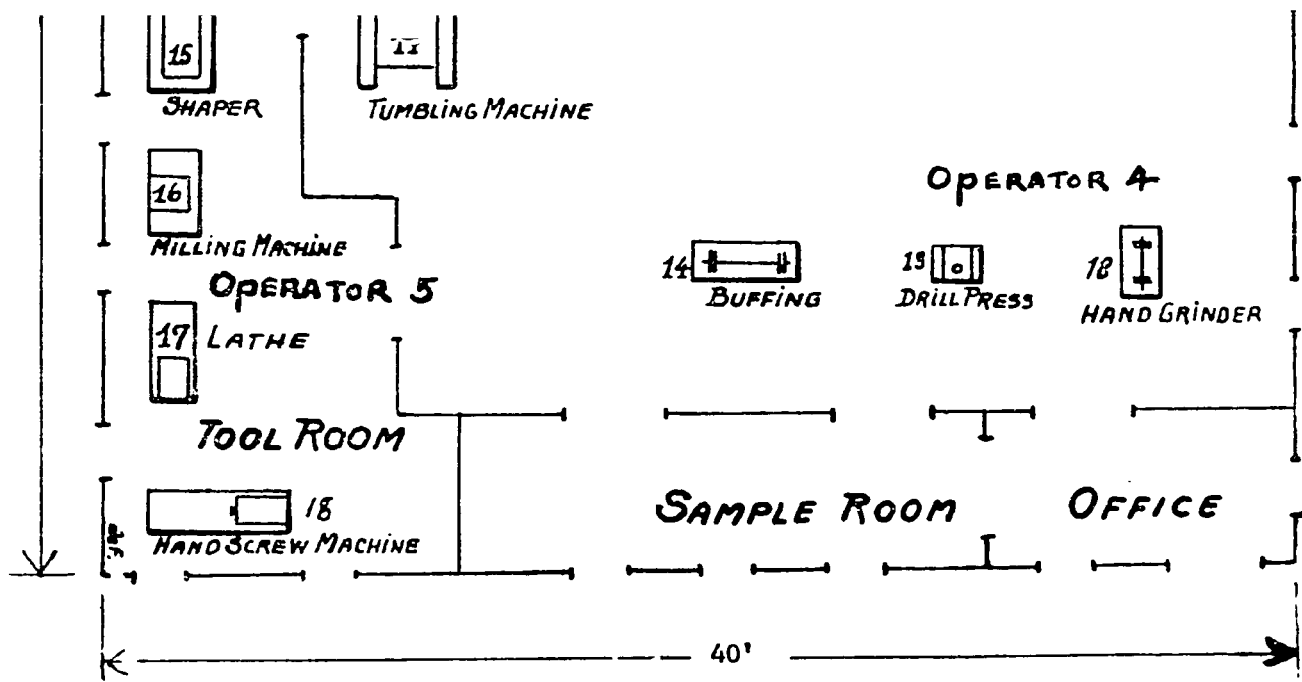 15
SHAPER
TUMBLING MACHINE
16
MILLING MACHINE
OPERATOR 4
14
BUFFING
13
DRILL PRESS
18
HAND GRINDER
OPERATOR 5
17 LATHE
TOOL ROOM
18
HAND SCREW MACHINE
SAMPLE ROOM
OFFICE
40'